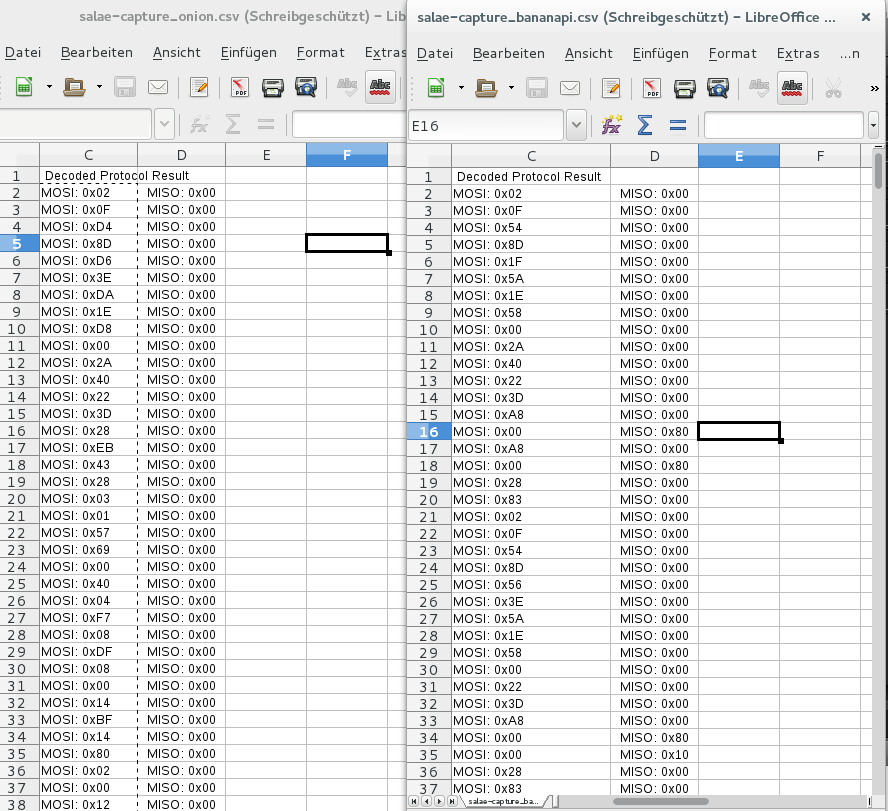 salae-capture_onion.csv (Schreibgeschützt) – Lib
Datei Bearbeiten Ansicht Einfügen Format Extras
C D E F
1 Decoded Protocol Result
2 MOSI: 0x02 MISO: 0x00
3 MOSI: 0x0F MISO: 0x00
4 MOSI: 0xD4 MISO: 0x00
5 MOSI: 0x8D MISO: 0x00
6 MOSI: 0xD6 MISO: 0x00
7 MOSI: 0x3E MISO: 0x00
8 MOSI: 0xDA MISO: 0x00
9 MOSI: 0x1E MISO: 0x00
10 MOSI: 0xD8 MISO: 0x00
11 MOSI: 0x00 MISO: 0x00
12 MOSI: 0x2A MISO: 0x00
13 MOSI: 0x40 MISO: 0x00
14 MOSI: 0x22 MISO: 0x00
15 MOSI: 0x3D MISO: 0x00
16 MOSI: 0x28 MISO: 0x00
17 MOSI: 0xEB MISO: 0x00
18 MOSI: 0x43 MISO: 0x00
19 MOSI: 0x28 MISO: 0x00
20 MOSI: 0x03 MISO: 0x00
21 MOSI: 0x01 MISO: 0x00
22 MOSI: 0x57 MISO: 0x00
23 MOSI: 0x69 MISO: 0x00
24 MOSI: 0x00 MISO: 0x00
25 MOSI: 0x40 MISO: 0x00
26 MOSI: 0x04 MISO: 0x00
27 MOSI: 0xF7 MISO: 0x00
28 MOSI: 0x08 MISO: 0x00
29 MOSI: 0xDF MISO: 0x00
30 MOSI: 0x08 MISO: 0x00
31 MOSI: 0x00 MISO: 0x00
32 MOSI: 0x14 MISO: 0x00
33 MOSI: 0xBF MISO: 0x00
34 MOSI: 0x14 MISO: 0x00
35 MOSI: 0x80 MISO: 0x00
36 MOSI: 0x02 MISO: 0x00
37 MOSI: 0x00 MISO: 0x00
38 MOSI: 0x12 MISO: 0x00
salae-capture_bananapi.csv (Schreibgeschützt) – LibreOffice ...
Datei Bearbeiten Ansicht Einfügen Format Extras ...n
E16
C D E F
1 Decoded Protocol Result
2 MOSI: 0x02 MISO: 0x00
3 MOSI: 0x0F MISO: 0x00
4 MOSI: 0x54 MISO: 0x00
5 MOSI: 0x8D MISO: 0x00
6 MOSI: 0x1F MISO: 0x00
7 MOSI: 0x5A MISO: 0x00
8 MOSI: 0x1E MISO: 0x00
9 MOSI: 0x58 MISO: 0x00
10 MOSI: 0x00 MISO: 0x00
11 MOSI: 0x2A MISO: 0x00
12 MOSI: 0x40 MISO: 0x00
13 MOSI: 0x22 MISO: 0x00
14 MOSI: 0x3D MISO: 0x00
15 MOSI: 0xA8 MISO: 0x00
16 MOSI: 0x00 MISO: 0x80
17 MOSI: 0xA8 MISO: 0x00
18 MOSI: 0x00 MISO: 0x80
19 MOSI: 0x28 MISO: 0x00
20 MOSI: 0x83 MISO: 0x00
21 MOSI: 0x02 MISO: 0x00
22 MOSI: 0x0F MISO: 0x00
23 MOSI: 0x54 MISO: 0x00
24 MOSI: 0x8D MISO: 0x00
25 MOSI: 0x56 MISO: 0x00
26 MOSI: 0x3E MISO: 0x00
27 MOSI: 0x5A MISO: 0x00
28 MOSI: 0x1E MISO: 0x00
29 MOSI: 0x58 MISO: 0x00
30 MOSI: 0x00 MISO: 0x00
31 MOSI: 0x22 MISO: 0x00
32 MOSI: 0x3D MISO: 0x00
33 MOSI: 0xA8 MISO: 0x00
34 MOSI: 0x00 MISO: 0x80
35 MOSI: 0x00 MISO: 0x10
36 MOSI: 0x28 MISO: 0x00
37 MOSI: 0x83 MISO: 0x00
salae-capture_ba...